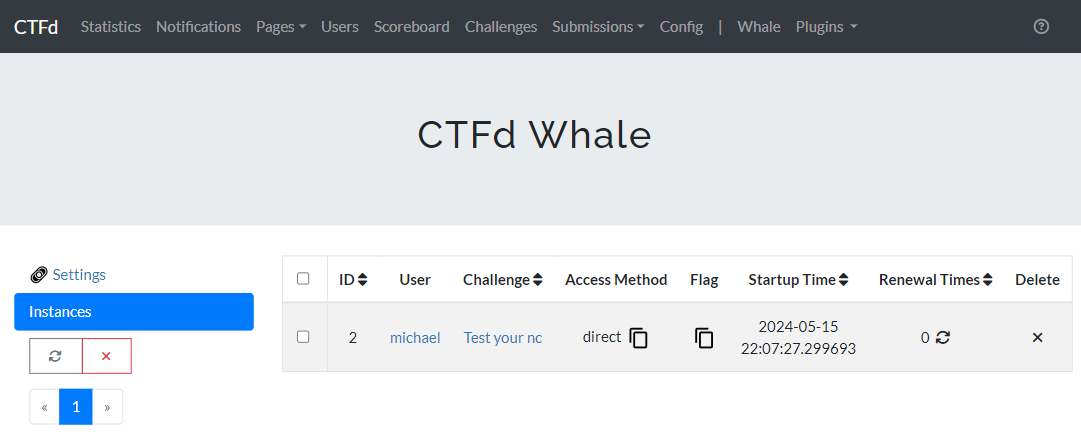 CTFd Statistics Notifications Pages Users Scoreboard Challenges Submissions Config | Whale Plugins
CTFd Whale
Settings
Instances
« 1 »
ID User Challenge Access Method Flag Startup Time Renewal Times Delete
2 michael Test your nc direct 2024-05-15 0
22:07:27.299693